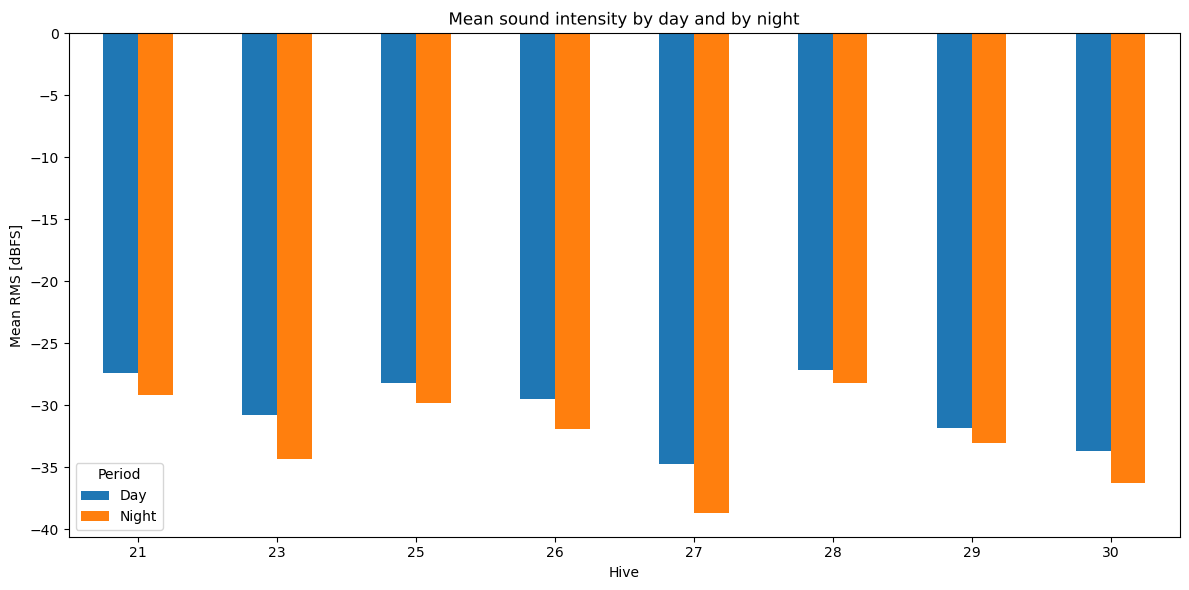 Mean sound intensity by day and by night
Mean RMS [dBFS]
0
−5
−10
−15
−20
−25
−30
−35
−40
Period
Day
Night
21 23 25 26 27 28 29 30
Hive